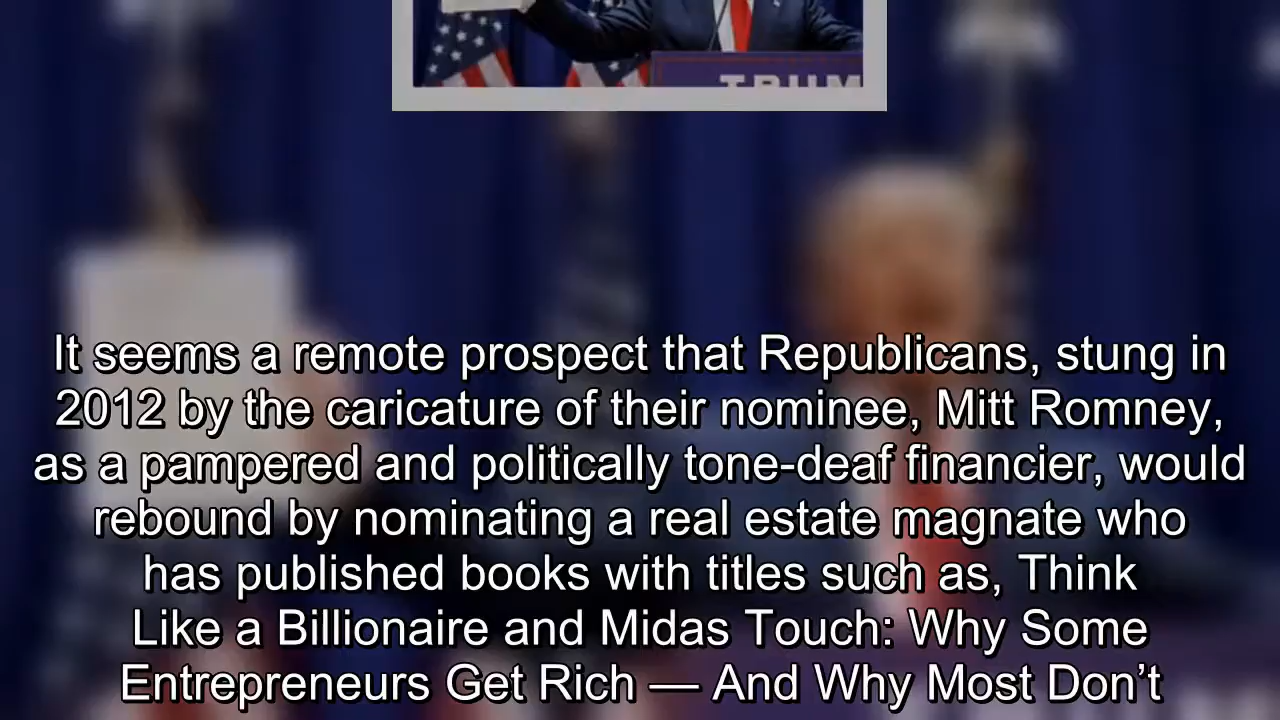 TRUM
It seems a remote prospect that Republicans, stung in
2012 by the caricature of their nominee, Mitt Romney,
as a pampered and politically tone-deaf financier, would
rebound by nominating a real estate magnate who
has published books with titles such as, Think
Like a Billionaire and Midas Touch: Why Some
Entrepreneurs Get Rich — And Why Most Don’t